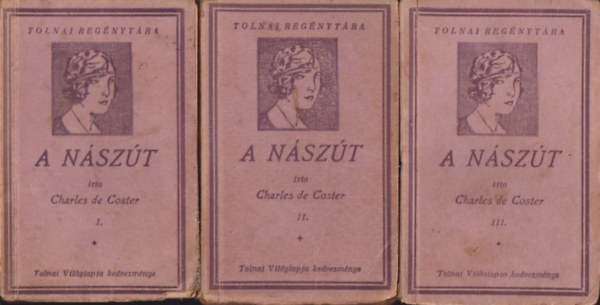 TOLNAI REGÉNYTÁRA
A NÁSZÚT
írta
Charles de Coster
I.
Tolnai Világlapja kedvezménye
TOLNAI REGÉNYTÁRA
A NÁSZÚT
írta
Charles de Coster
II.
Tolnai Világlapja kedvezménye
TOLNAI REGÉNYTÁRA
A NÁSZÚT
írta
Charles de Coster
III.
Tolnai Világlapja kedvezménye